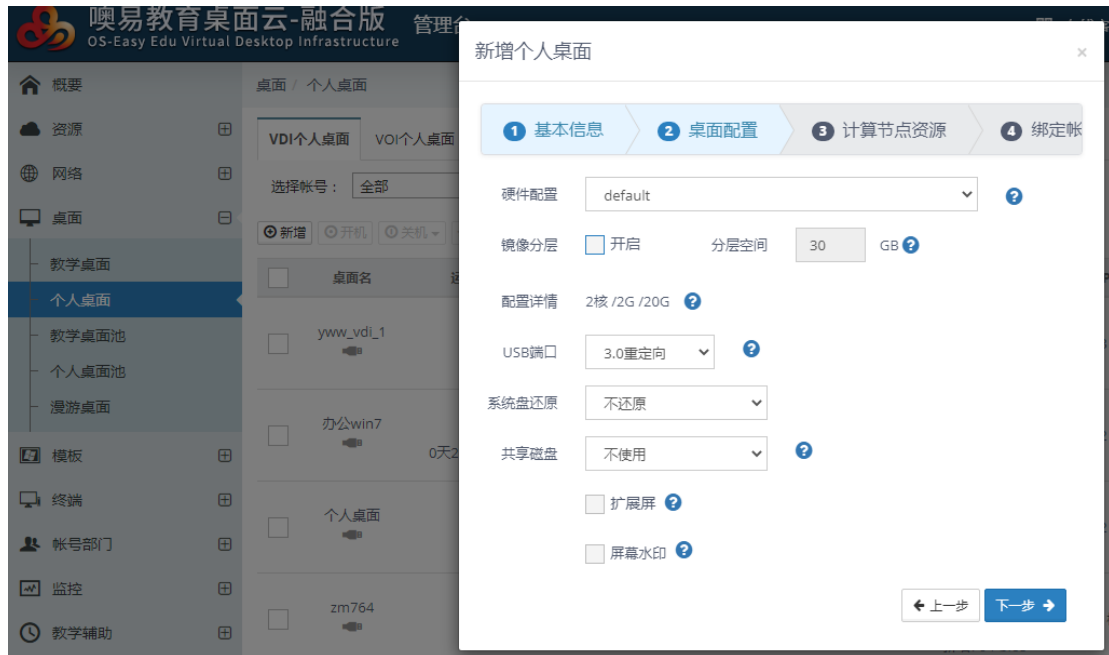 噢易教育桌面云-融合版 管理台
OS-Easy Edu Virtual Desktop Infrastructure
概要
资源
网络
桌面
教学桌面
个人桌面
教学桌面池
个人桌面池
漫游桌面
模板
终端
帐号部门
监控
教学辅助
桌面 / 个人桌面
VDI个人桌面 VOI个人桌面
选择帐号： 全部
新增 开机 关机
桌面名
yww_vdi_1
办公win7
0天2
个人桌面
zm764
新增个人桌面 ×
1 基本信息 2 桌面配置 3 计算节点资源 4 绑定帐
硬件配置 default
镜像分层 开启 分层空间 30 GB
配置详情 2核 /2G /20G
USB端口 3.0重定向
系统盘还原 不还原
共享磁盘 不使用
扩展屏
屏幕水印
上一步 下一步